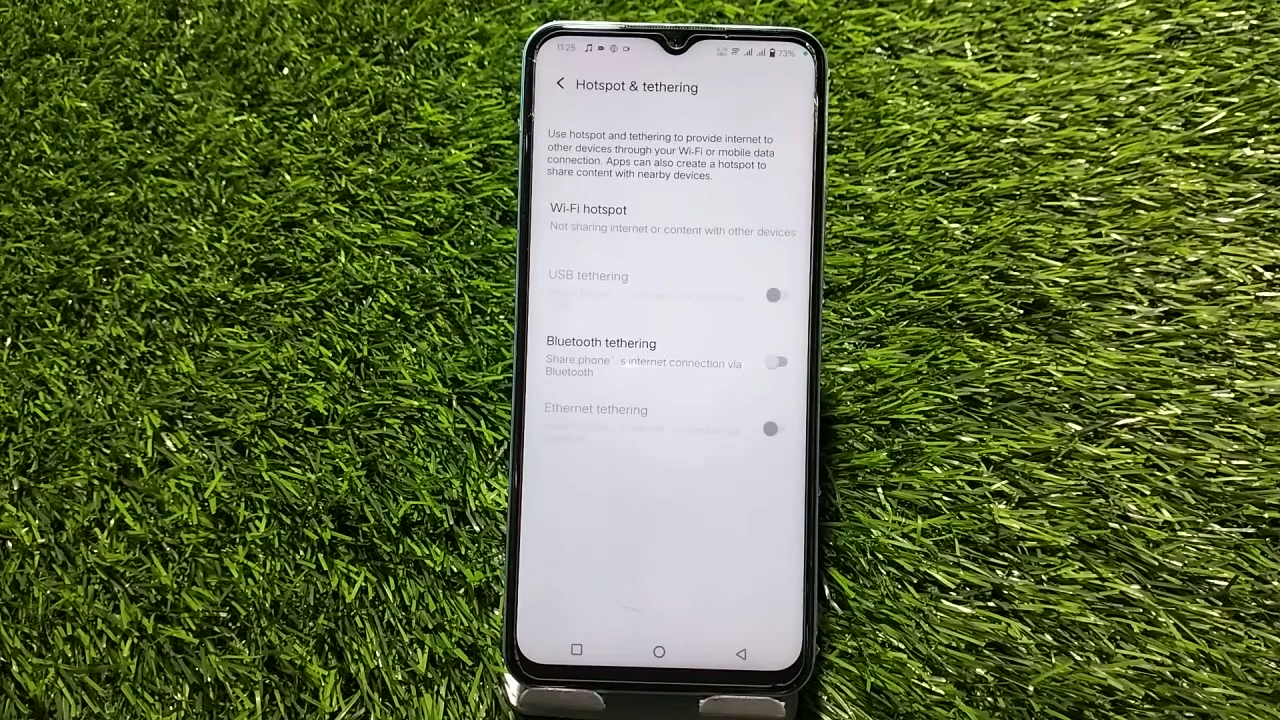 11:25
73%
Hotspot & tethering
Use hotspot and tethering to provide internet to
other devices through your Wi-Fi or mobile data
connection. Apps can also create a hotspot to
share content with nearby devices.
Wi-Fi hotspot
Not sharing internet or content with other devices
USB tethering
Bluetooth tethering
Share phone` s internet connection via
Bluetooth
Ethernet tethering